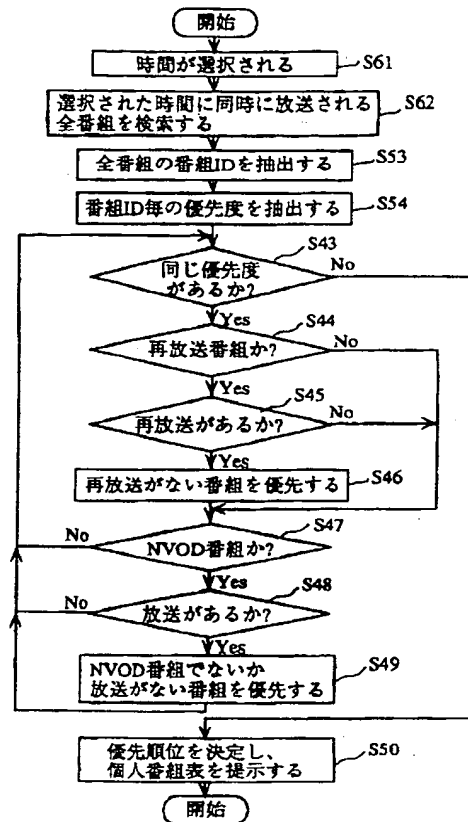 開始
時間が選択される
S61
選択された時間に同時に放送される
全番組を検索する
S62
全番組の番組IDを抽出する
S53
番組ID毎の優先度を抽出する
S54
同じ優先度
があるか?
S43
No
Yes
再放送番組か?
S44
No
Yes
再放送があるか?
S45
No
Yes
再放送がない番組を優先する
S46
NVOD番組か?
S47
No
Yes
放送があるか?
S48
No
Yes
NVOD番組でないか
放送がない番組を優先する
S49
優先順位を決定し、
個人番組表を提示する
S50
開始